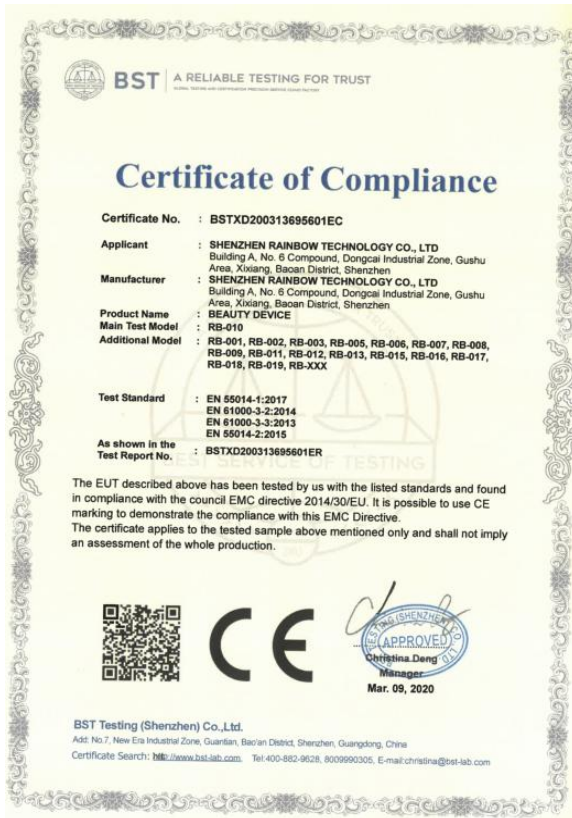 BST
A RELIABLE TESTING FOR TRUST
Certificate of Compliance
Certificate No. : BSTXD200313695601EC
Applicant : SHENZHEN RAINBOW TECHNOLOGY CO., LTD
Building A, No. 6 Compound, Dongcai Industrial Zone, Gushu
Area, Xixiang, Baoan District, Shenzhen
Manufacturer : SHENZHEN RAINBOW TECHNOLOGY CO., LTD
Building A, No. 6 Compound, Dongcai Industrial Zone, Gushu
Area, Xixiang, Baoan District, Shenzhen
Product Name : BEAUTY DEVICE
Main Test Model : RB-010
Additional Model : RB-001, RB-002, RB-003, RB-005, RB-006, RB-007, RB-008,
RB-009, RB-011, RB-012, RB-013, RB-015, RB-016, RB-017,
RB-018, RB-019, RB-XXX
Test Standard : EN 55014-1:2017
EN 61000-3-2:2014
EN 61000-3-3:2013
EN 55014-2:2015
As shown in the
Test Report No. : BSTXD200313695601ER
BEST SERVICE OF TESTING
The EUT described above has been tested by us with the listed standards and found
in compliance with the council EMC directive 2014/30/EU. It is possible to use CE
marking to demonstrate the compliance with this EMC Directive.
The certificate applies to the tested sample above mentioned only and shall not imply
an assessment of the whole production.
CE
APPROVED
Christina Deng
Manager
Mar. 09, 2020
BST Testing (Shenzhen) Co.,Ltd.
Add: No.7, New Era Industrial Zone, Guantian, Bao'an District, Shenzhen, Guangdong, China
Certificate Search: http://www.bst-lab.com Tel:400-882-9628, 8009990305, E-mail:christina@bst-lab.com